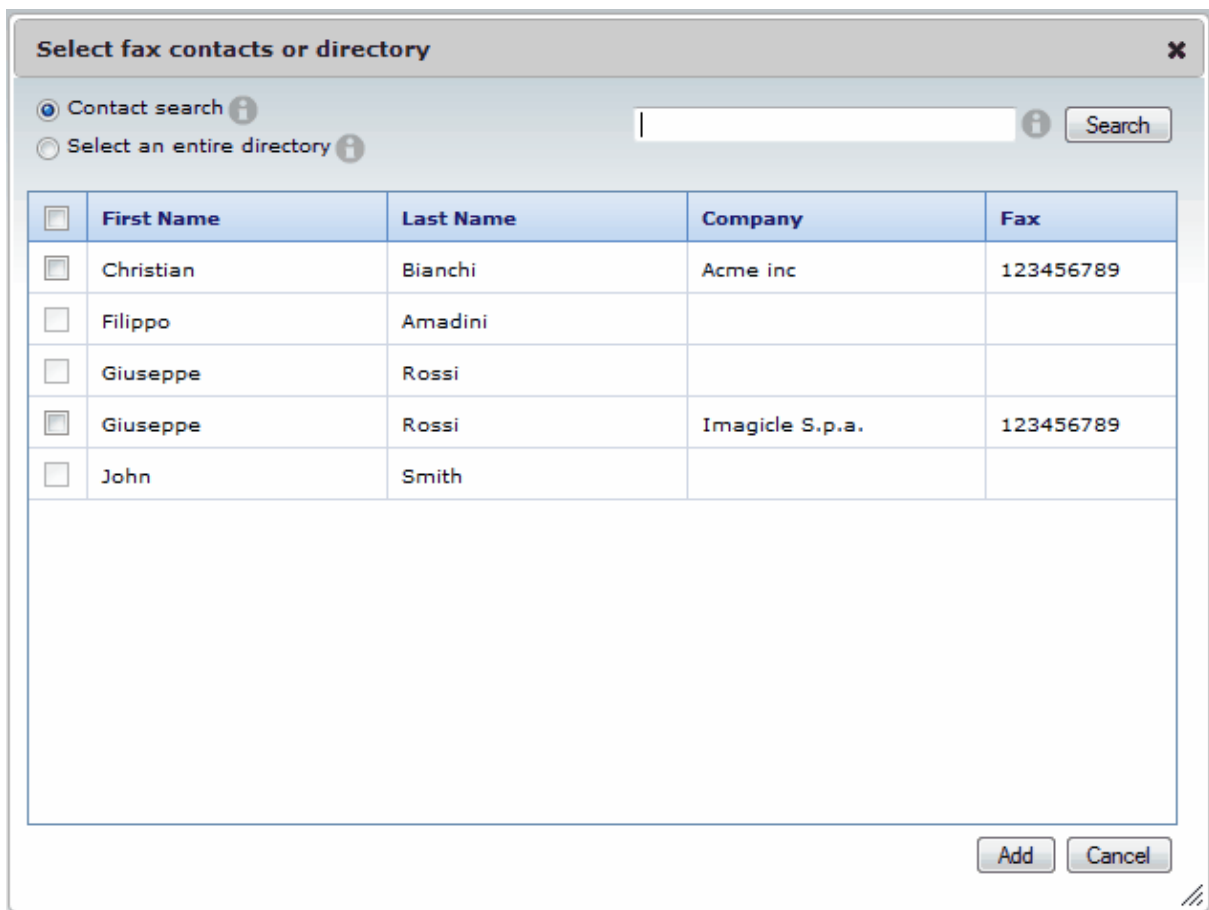 Select fax contacts or directory
Contact search
Select an entire directory
Search
First Name Last Name Company Fax
Christian Bianchi Acme inc 123456789
Filippo Amadini
Giuseppe Rossi
Giuseppe Rossi Imagicle S.p.a. 123456789
John Smith
Add Cancel